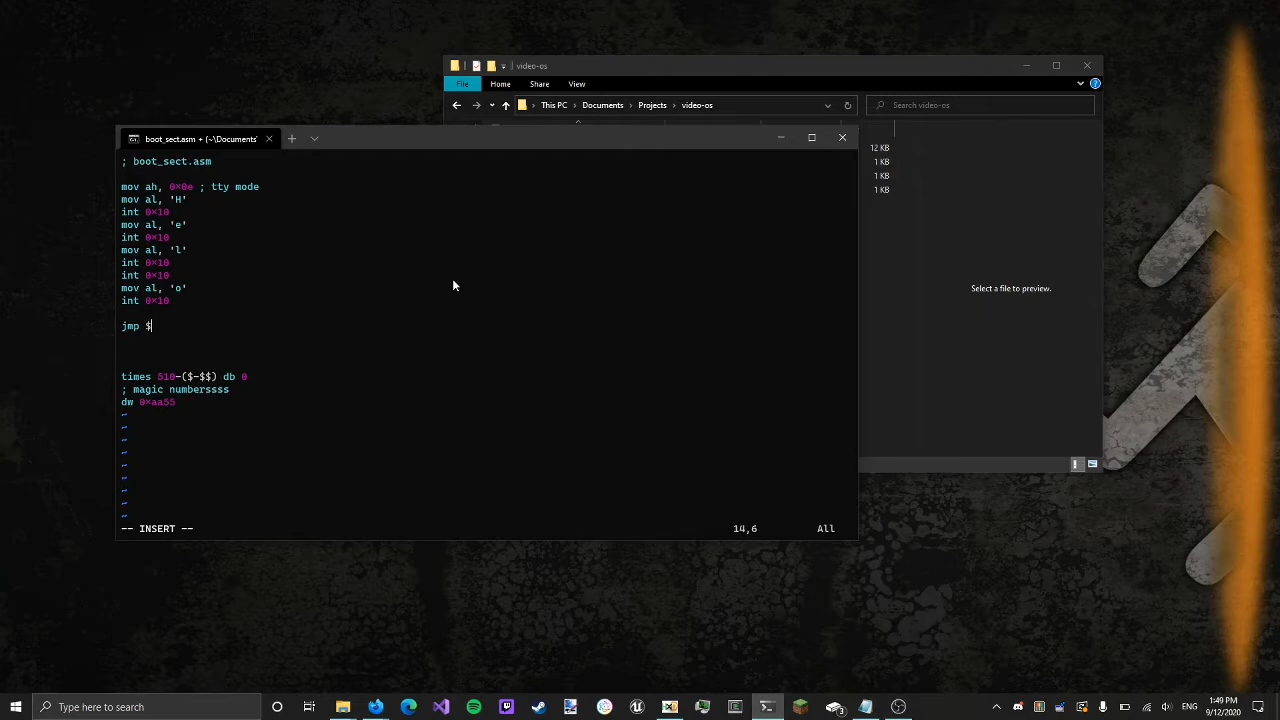 video-os
File Home Share View
This PC Documents Projects video-os
Search video-os
boot_sect.asm + (~\Documents'
; boot_sect.asm
mov ah, 0x0e ; tty mode
mov al, 'H'
int 0x10
mov al, 'e'
int 0x10
mov al, 'l'
int 0x10
int 0x10
mov al, 'o'
int 0x10
jmp $
times 510-($-$$) db 0
; magic numberssss
dw 0xaa55
~
~
~
~
~
~
~
~
~
-- INSERT -- 14,6 All
12 KB
1 KB
1 KB
1 KB
Select a file to preview.
Type here to search
3
ENG
1:49 PM
9/12/2020